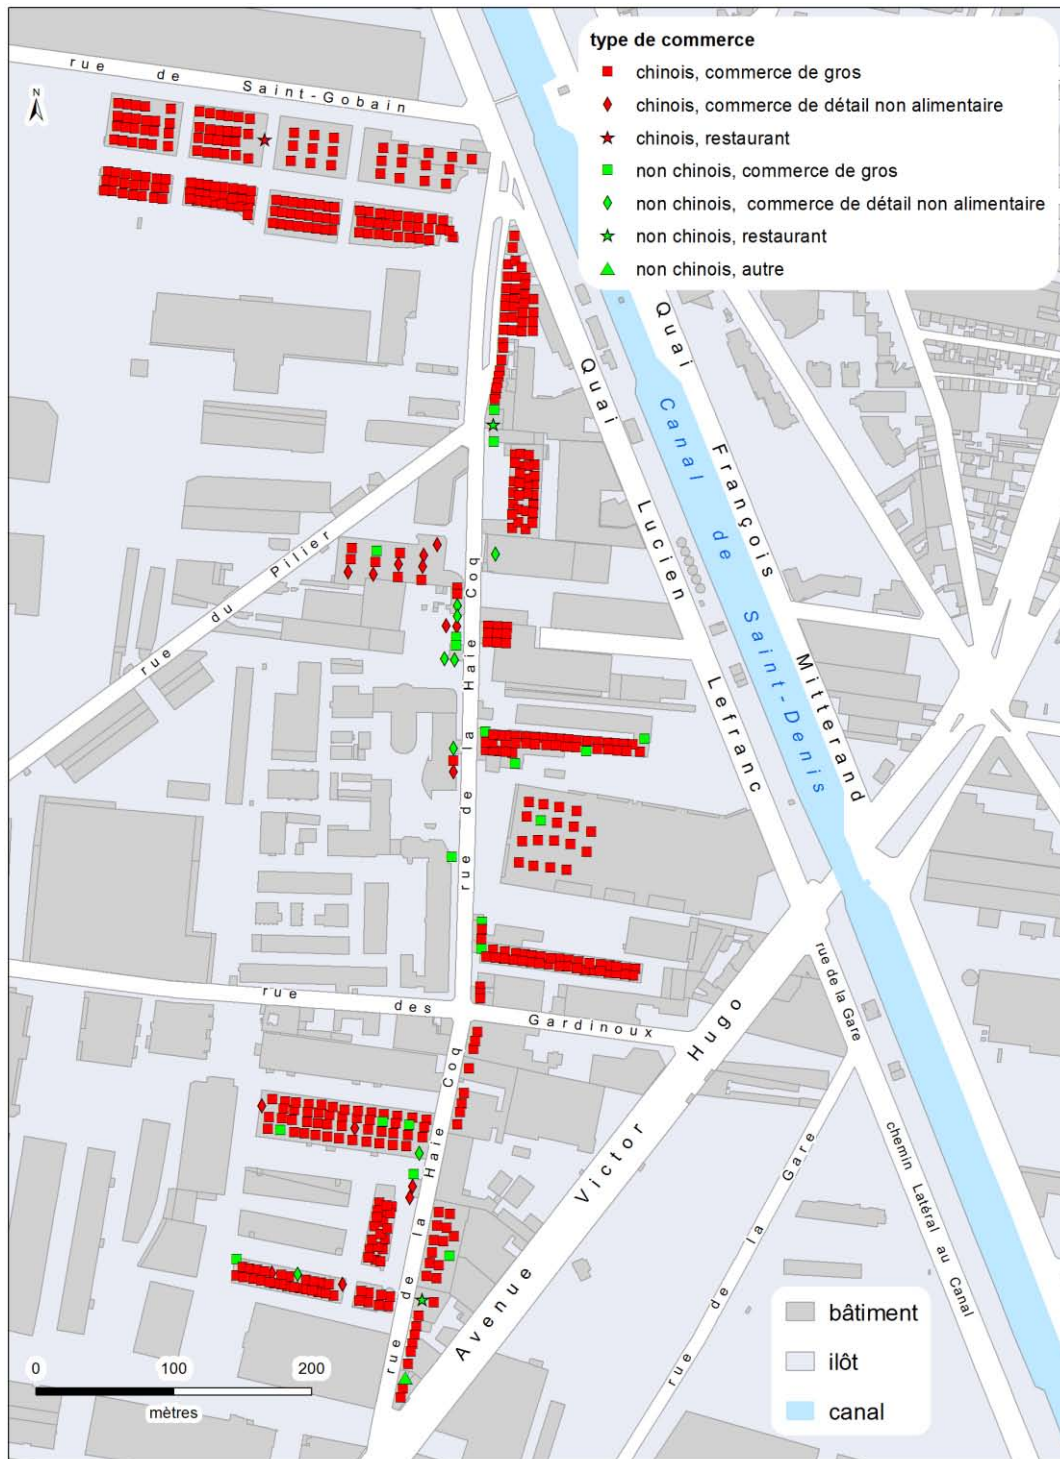 type de commerce
chinois, commerce de gros
chinois, commerce de détail non alimentaire
chinois, restaurant
non chinois, commerce de gros
non chinois, commerce de détail non alimentaire
non chinois, restaurant
non chinois, autre
rue de Saint-Gobain
N
Quai François Mitterand
Quai Lucien Lefranc
Canal de Saint-Denis
rue du Pilier
rue de la Haie Coq
rue des Gardinoux
rue de la Gare
Avenue Victor Hugo
rue de la Haie Coq
rue de la Gare
chemin Latéral au Canal
bâtiment
ilôt
canal
0 100 200
mètres